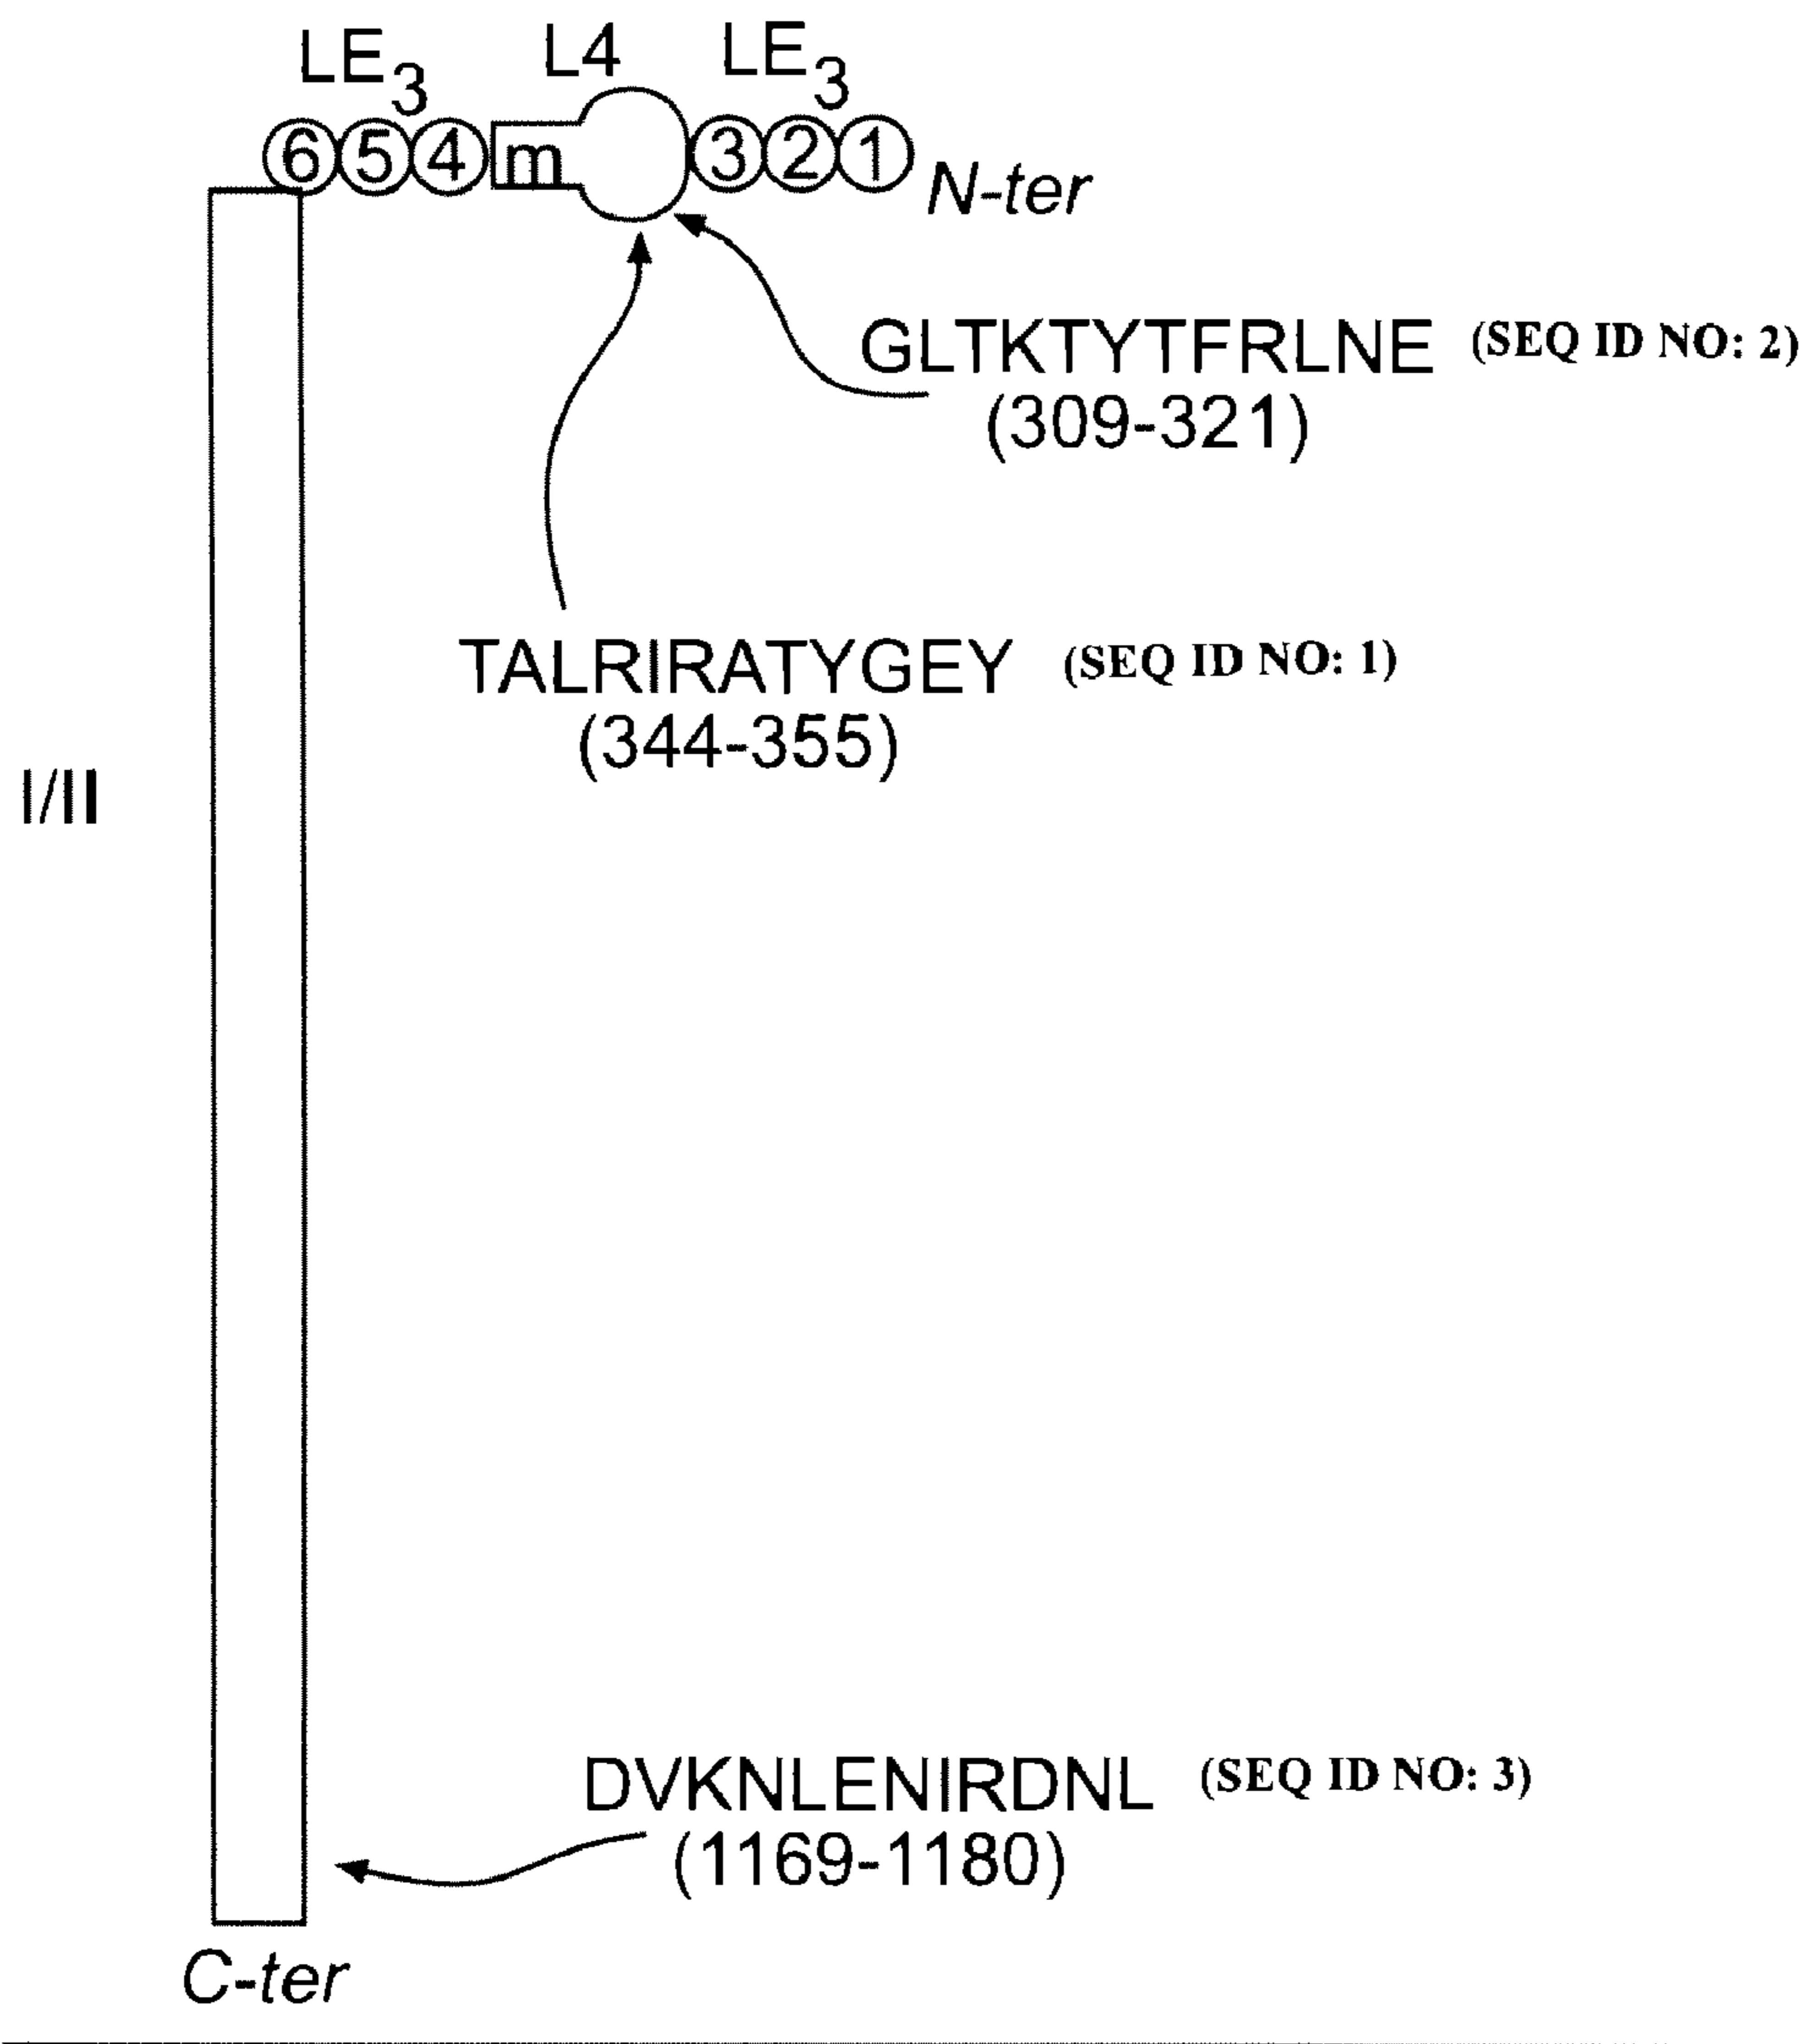 LE3 L4 LE3
6 5 4 m 3 2 1 N-ter
GLTKTYTFRLNE (SEQ ID NO: 2)
(309-321)
TALRIRATYGEY (SEQ ID NO: 1)
(344-355)
I/II
DVKNLENIRDNL (SEQ ID NO: 3)
(1169-1180)
C-ter